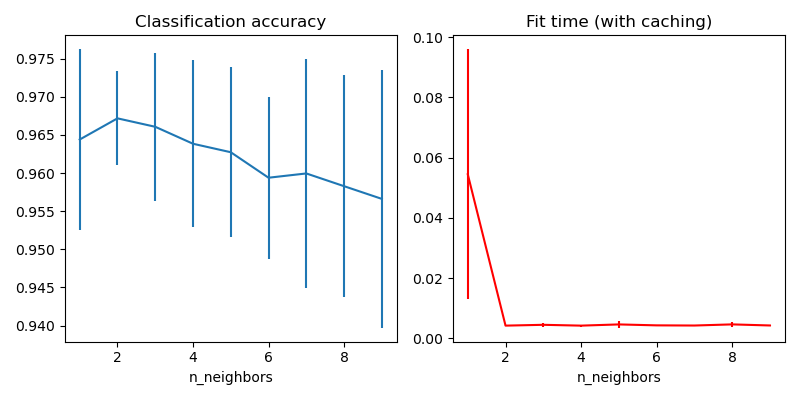 Classification accuracy
0.975
0.970
0.965
0.960
0.955
0.950
0.945
0.940
2 4 6 8
n_neighbors
Fit time (with caching)
0.10
0.08
0.06
0.04
0.02
0.00
2 4 6 8
n_neighbors